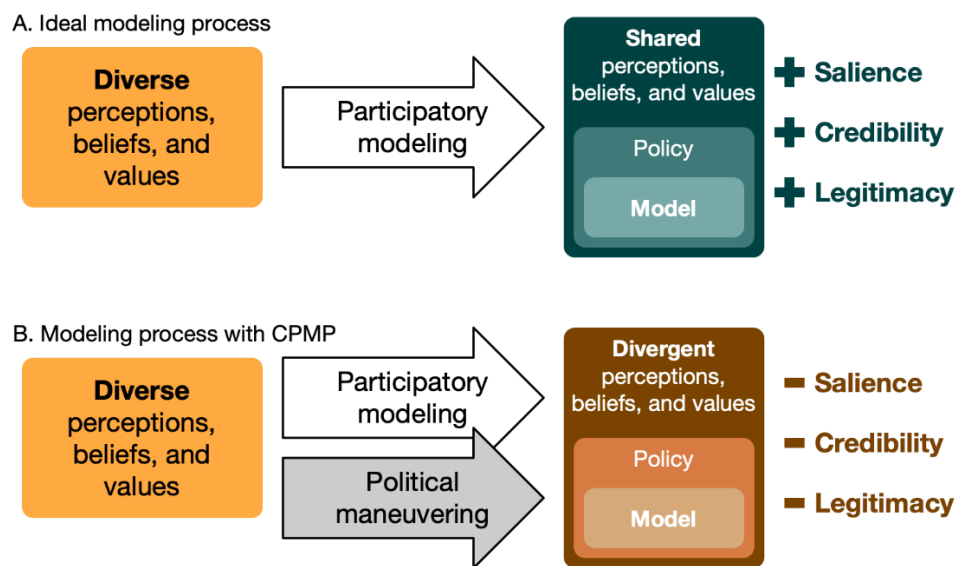 A. Ideal modeling process
Diverse
perceptions,
beliefs, and
values
Participatory
modeling
Shared
perceptions,
beliefs, and values
Policy
Model
+ Salience
+ Credibility
+ Legitimacy
B. Modeling process with CPMP
Diverse
perceptions,
beliefs, and
values
Participatory
modeling
Political
maneuvering
Divergent
perceptions,
beliefs, and values
Policy
Model
- Salience
- Credibility
- Legitimacy